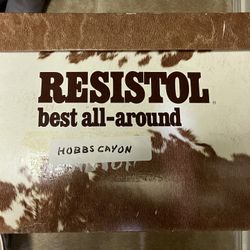 RESISTOL
best all-around
HOBBS CAYON